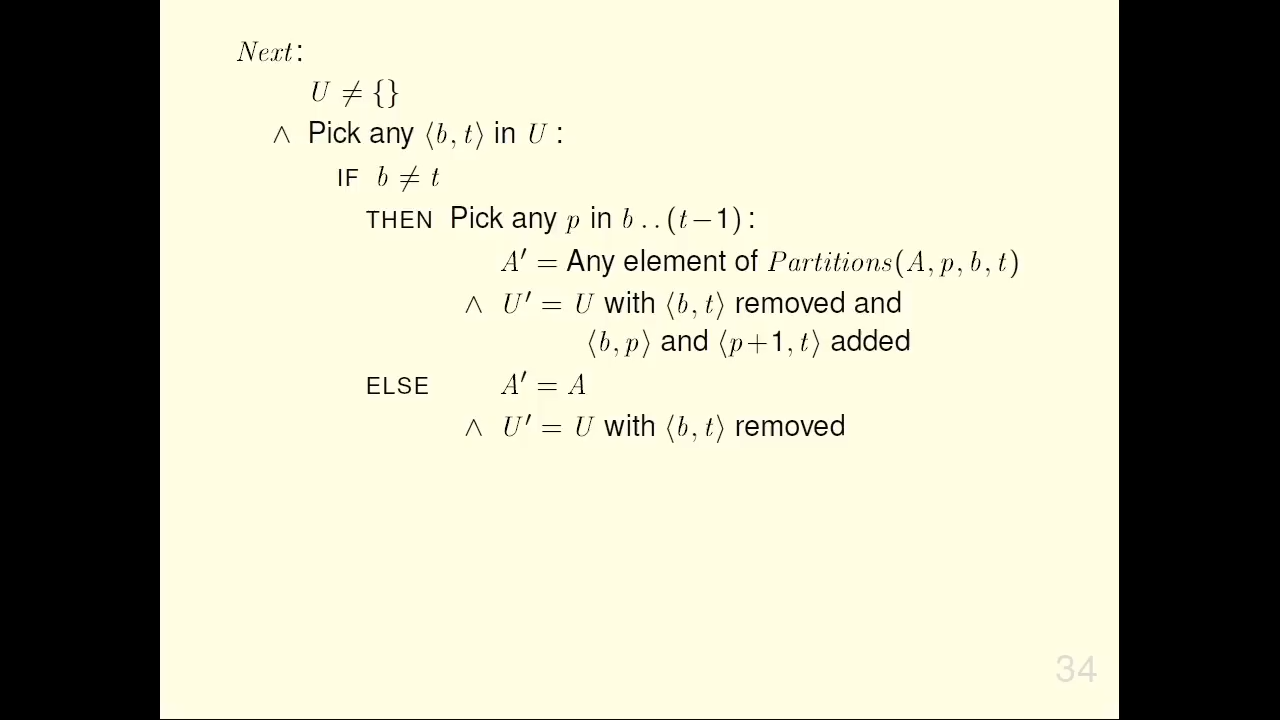 Next:
U ≠ {}
∧ Pick any ⟨b, t⟩ in U :
IF b ≠ t
THEN Pick any p in b . . (t−1) :
A′ = Any element of Partitions(A, p, b, t)
∧ U′ = U with ⟨b, t⟩ removed and
⟨b, p⟩ and ⟨p+1, t⟩ added
ELSE A′ = A
∧ U′ = U with ⟨b, t⟩ removed
34